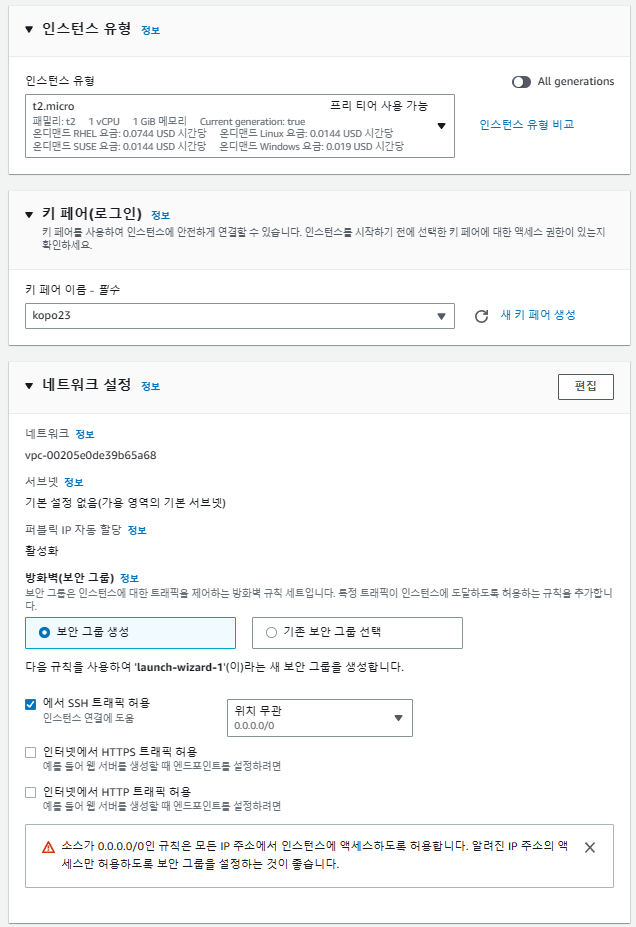 인스턴스 유형 정보
인스턴스 유형
All generations
t2.micro 프리 티어 사용 가능
패밀리: t2 1 vCPU 1 GiB 메모리 Current generation: true
온디맨드 RHEL 요금: 0.0744 USD 시간당 온디맨드 Linux 요금: 0.0144 USD 시간당
온디맨드 SUSE 요금: 0.0144 USD 시간당 온디맨드 Windows 요금: 0.019 USD 시간당
인스턴스 유형 비교
키 페어(로그인) 정보
키 페어를 사용하여 인스턴스에 안전하게 연결할 수 있습니다. 인스턴스를 시작하기 전에 선택한 키 페어에 대한 액세스 권한이 있는지
확인하세요.
키 페어 이름 - 필수
kopo23
새 키 페어 생성
네트워크 설정 정보
편집
네트워크 정보
vpc-00205e0de39b65a68
서브넷 정보
기본 설정 없음(가용 영역의 기본 서브넷)
퍼블릭 IP 자동 할당 정보
활성화
방화벽(보안 그룹) 정보
보안 그룹은 인스턴스에 대한 트래픽을 제어하는 방화벽 규칙 세트입니다. 특정 트래픽이 인스턴스에 도달하도록 허용하는 규칙을 추가합니
다.
보안 그룹 생성
기존 보안 그룹 선택
다음 규칙을 사용하여 'launch-wizard-1'(이)라는 새 보안 그룹을 생성합니다.
에서 SSH 트래픽 허용
인스턴스 연결에 도움
위치 무관
0.0.0.0/0
인터넷에서 HTTPS 트래픽 허용
예를 들어 웹 서버를 생성할 때 엔드포인트를 설정하려면
인터넷에서 HTTP 트래픽 허용
예를 들어 웹 서버를 생성할 때 엔드포인트를 설정하려면
소스가 0.0.0.0/0인 규칙은 모든 IP 주소에서 인스턴스에 액세스하도록 허용합니다. 알려진 IP 주소의 액
세스만 허용하도록 보안 그룹을 설정하는 것이 좋습니다.